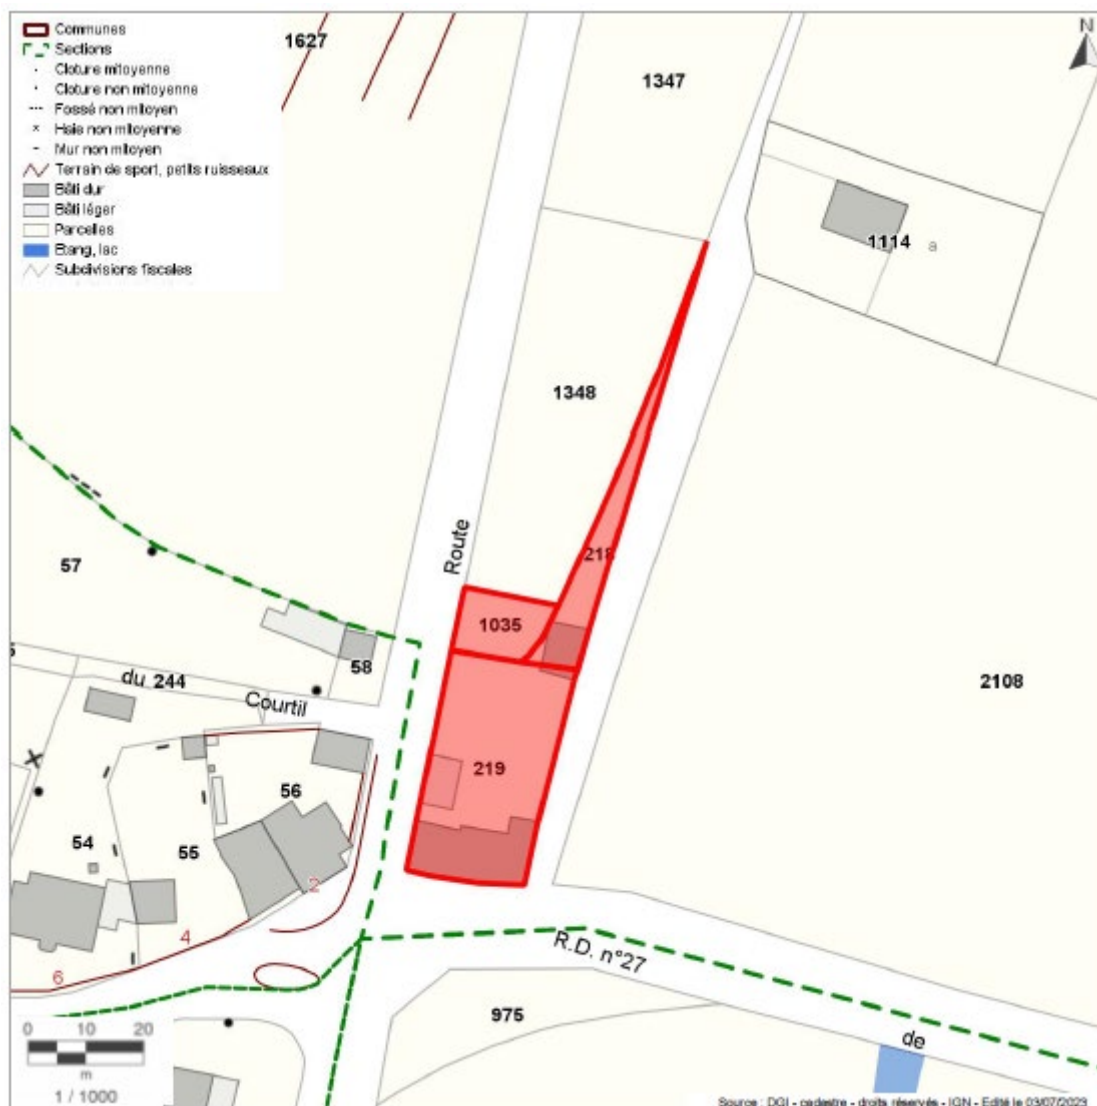 Communes
Sections
Cloture mitoyenne
Cloture non mitoyenne
Fossé non mitoyen
Haie non mitoyenne
Mur non mitoyen
Terrain de sport, petits ruisseaux
Bâti dur
Bâti léger
Parcelles
Etang, lac
Subdivisions fiscales
1627
1347
N
1114
a
1348
Route
218
57
1035
58
du 244
Courtil
2108
219
56
54
55
2
4
6
R.D. n°27
975
de
0 10 20
m
1 / 1000
Source : DGI - cadastre - droits réservés - IGN - Edité le 03/07/2023